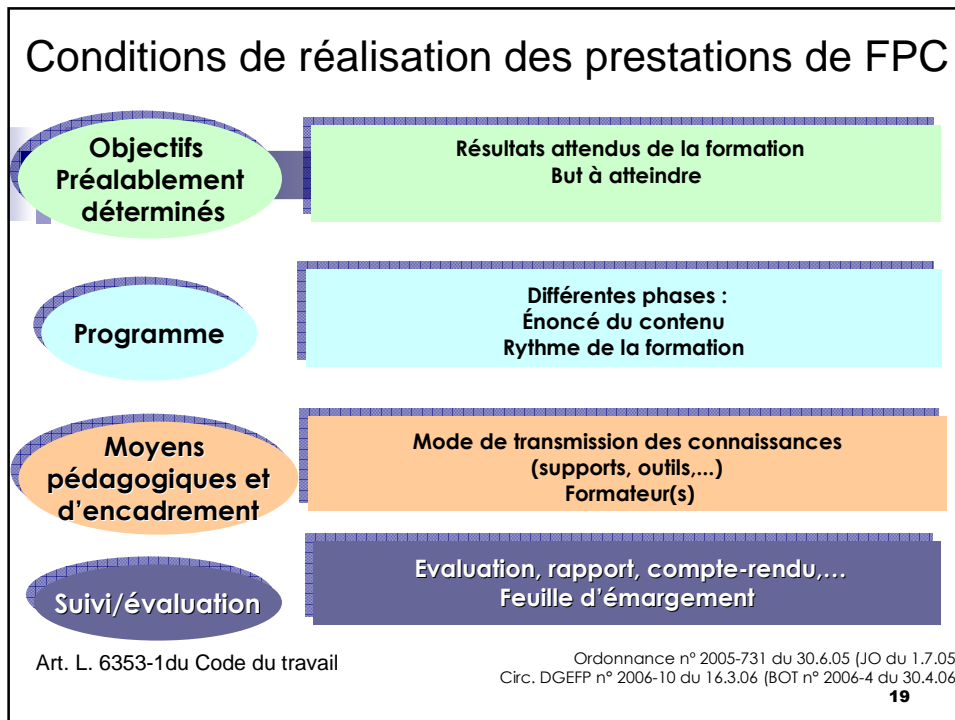 Conditions de réalisation des prestations de FPC
Objectifs
Préalablement
déterminés
Résultats attendus de la formation
But à atteindre
Programme
Différentes phases :
Énoncé du contenu
Rythme de la formation
Moyens
pédagogiques et
d'encadrement
Mode de transmission des connaissances
(supports, outils,...)
Formateur(s)
Suivi/évaluation
Evaluation, rapport, compte-rendu,…
Feuille d'émargement
Art. L. 6353-1du Code du travail
Ordonnance n° 2005-731 du 30.6.05 (JO du 1.7.05
Circ. DGEFP n° 2006-10 du 16.3.06 (BOT n° 2006-4 du 30.4.06
19